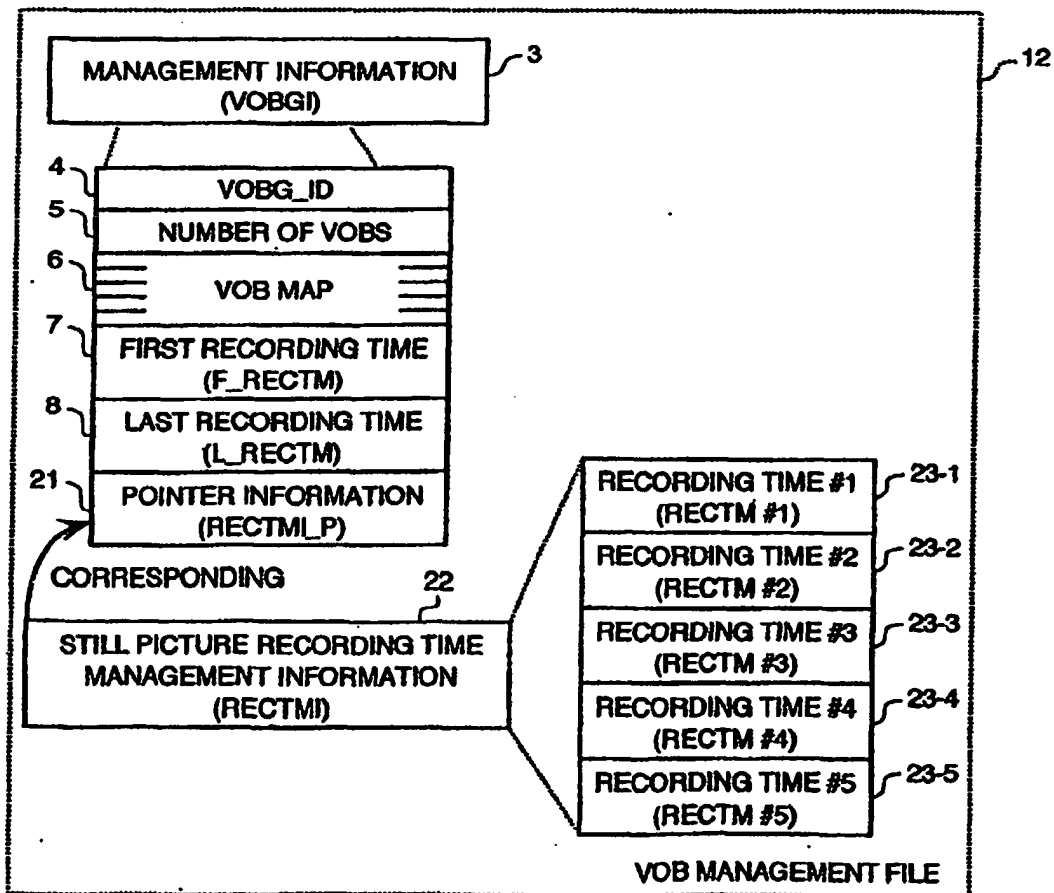 MANAGEMENT INFORMATION
(VOBGI)
3
12
4
VOBG_ID
5
NUMBER OF VOBS
6
VOB MAP
7
FIRST RECORDING TIME
(F_RECTM)
8
LAST RECORDING TIME
(L_RECTM)
21
POINTER INFORMATION
(RECTMI_P)
CORRESPONDING
22
STILL PICTURE RECORDING TIME
MANAGEMENT INFORMATION
(RECTMI)
RECORDING TIME #1
(RECTM #1)
23-1
RECORDING TIME #2
(RECTM #2)
23-2
RECORDING TIME #3
(RECTM #3)
23-3
RECORDING TIME #4
(RECTM #4)
23-4
RECORDING TIME #5
(RECTM #5)
23-5
VOB MANAGEMENT FILE